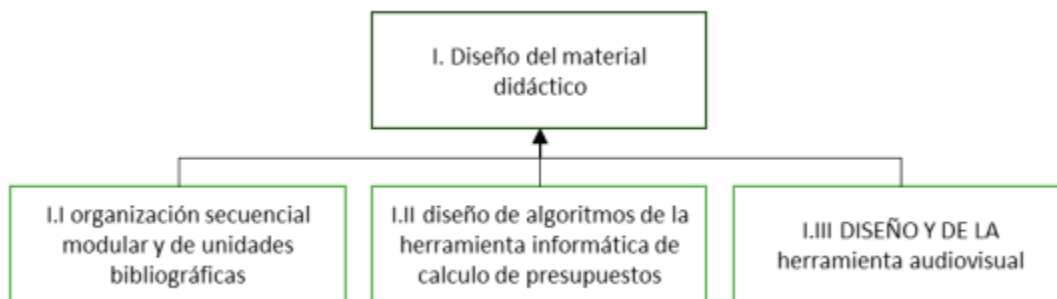 I. Diseño del material
didáctico
I.I organización secuencial
modular y de unidades
bibliográficas
I.II diseño de algoritmos de la
herramienta informática de
calculo de presupuestos
I.III DISEÑO Y DE LA
herramienta audiovisual